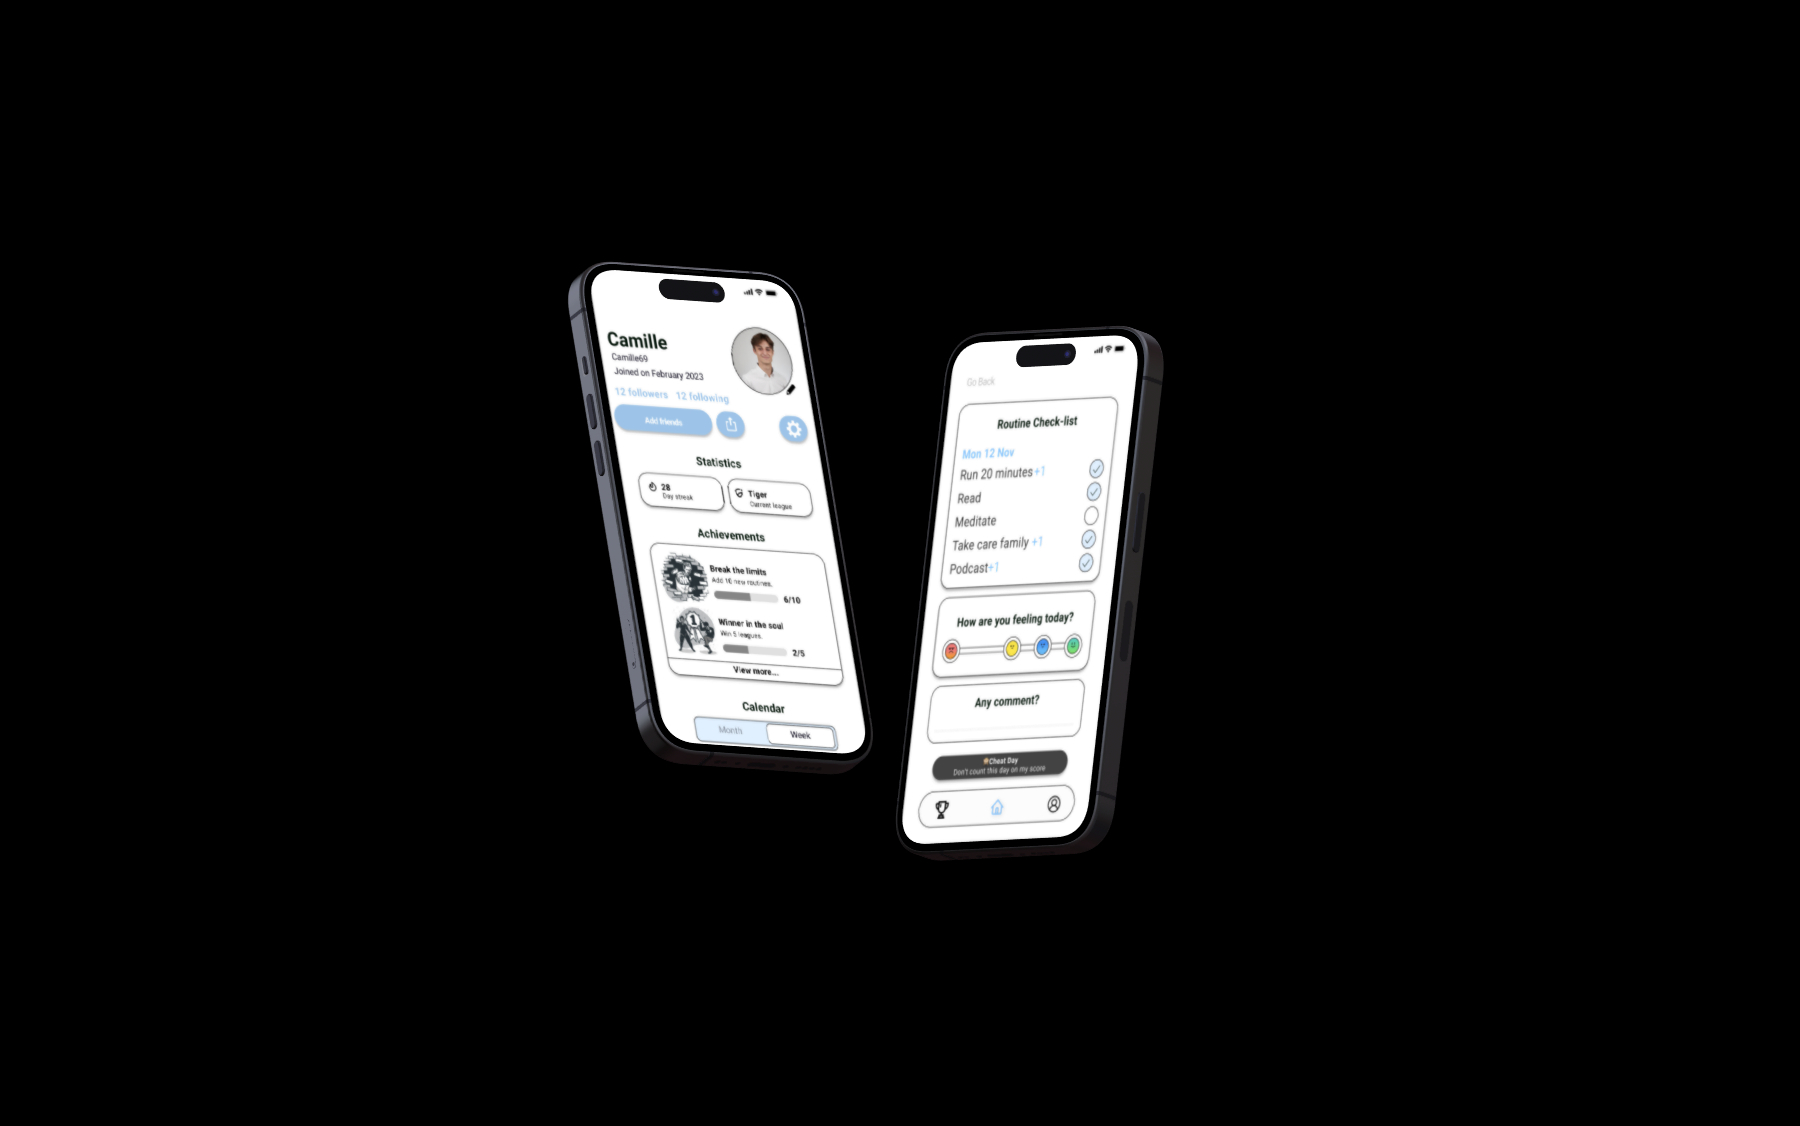 Camille
Camille69
Joined on February 2023
12 followers 12 following
Add friends
Statistics
28
Day streak
Tiger
Current league
Achievements
Break the limits
Add 10 new routines.
6/10
1
Winner in the soul
Win 5 leagues.
2/5
View more...
Calendar
Month
Week
Go Back
Routine Check-list
Mon 12 Nov
Run 20 minutes +1
Read
Meditate
Take care family +1
Podcast+1
How are you feeling today?
Any comment?
Cheat Day
Don't count this day on my score